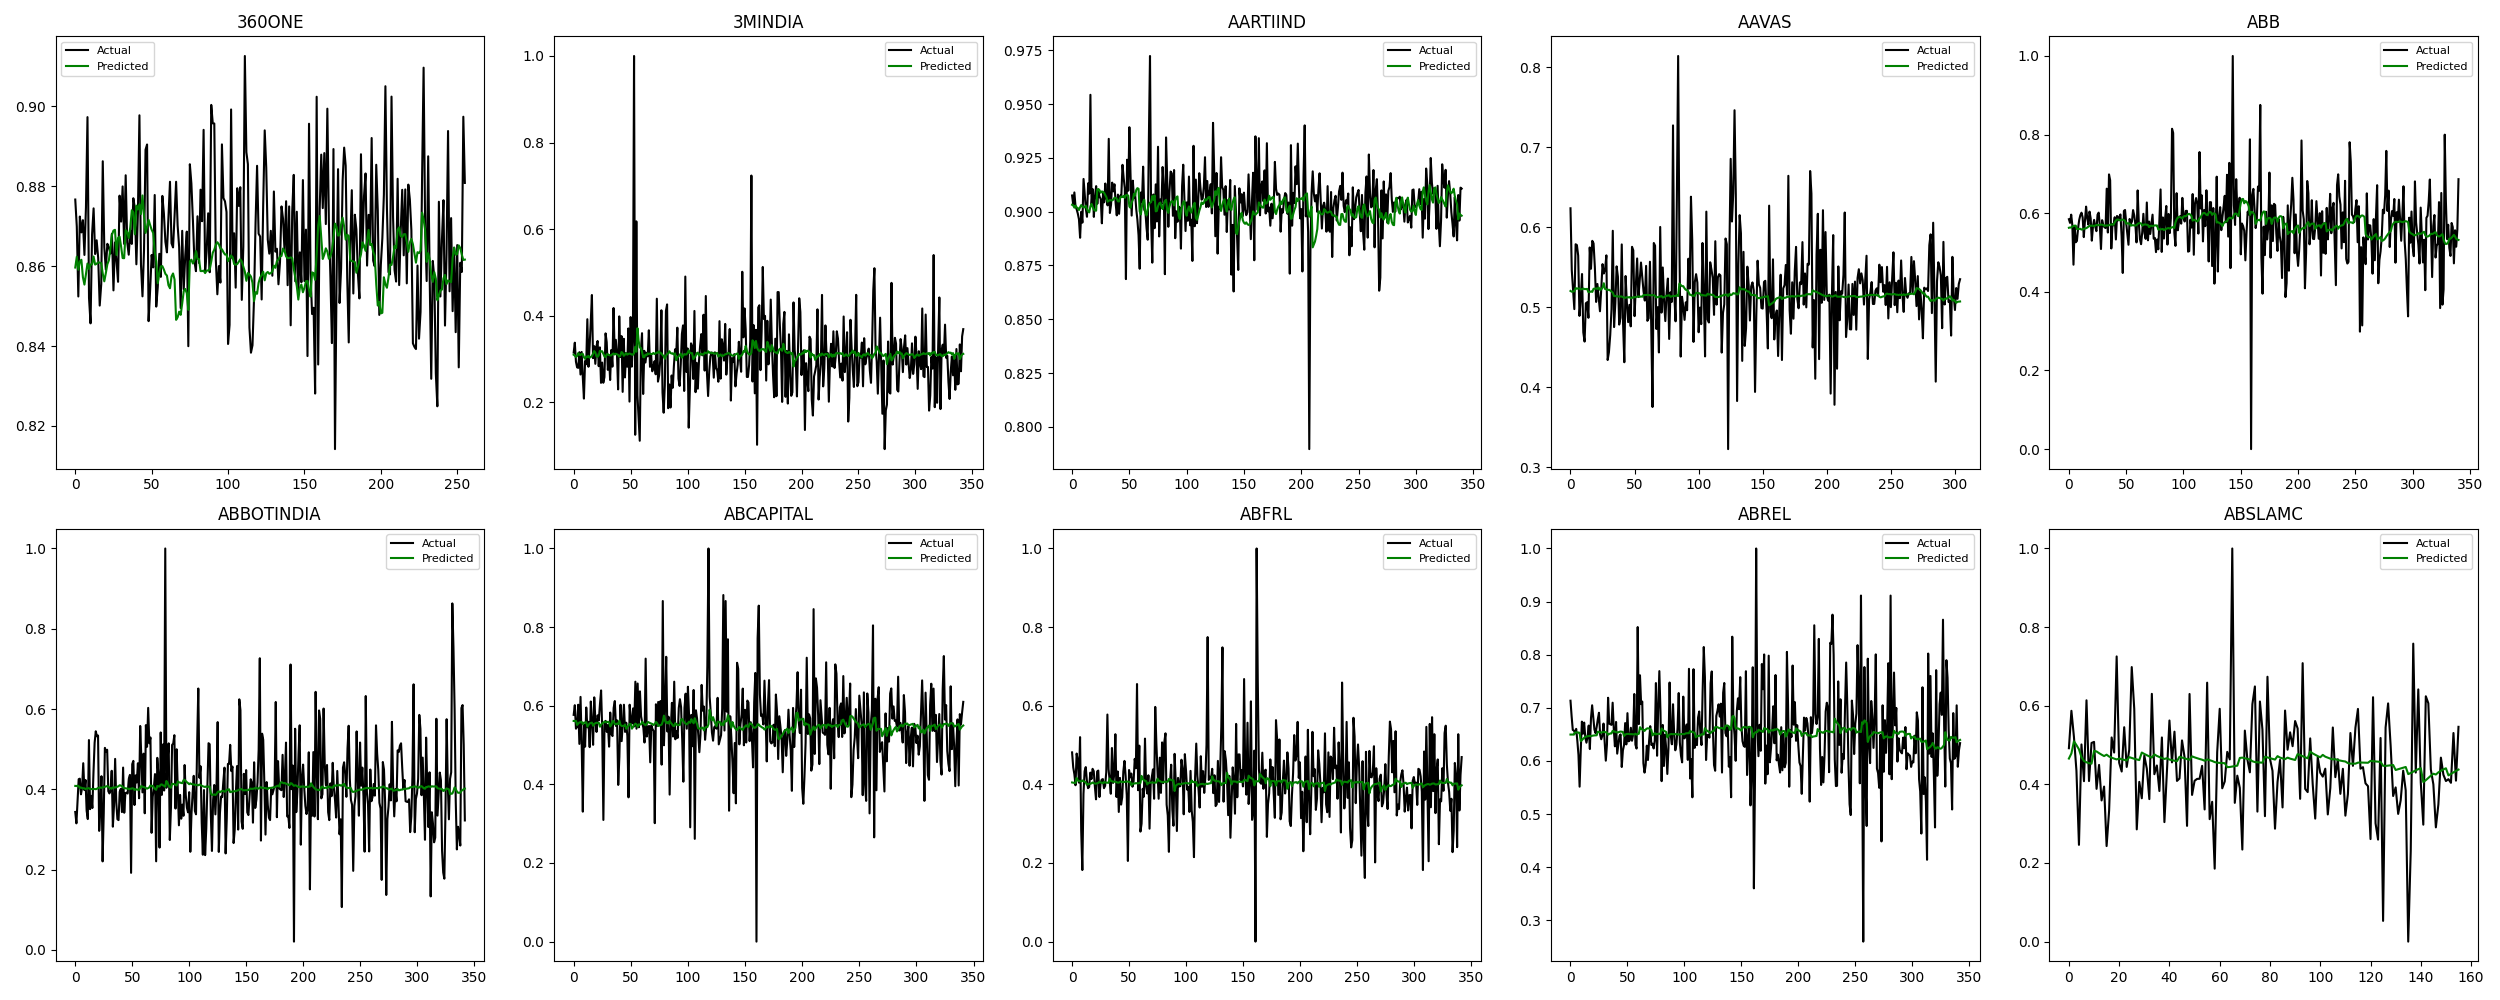 360ONE
Actual
Predicted
0.90
0.88
0.86
0.84
0.82
0 50 100 150 200 250
3MINDIA
Actual
Predicted
1.0
0.8
0.6
0.4
0.2
0 50 100 150 200 250 300 350
AARTIIND
Actual
Predicted
0.975
0.950
0.925
0.900
0.875
0.850
0.825
0.800
0 50 100 150 200 250 300 350
AAVAS
Actual
Predicted
0.8
0.7
0.6
0.5
0.4
0.3
0 50 100 150 200 250 300
ABB
Actual
Predicted
1.0
0.8
0.6
0.4
0.2
0.0
0 50 100 150 200 250 300 350
ABBOTINDIA
Actual
Predicted
1.0
0.8
0.6
0.4
0.2
0.0
0 50 100 150 200 250 300 350
ABCAPITAL
Actual
Predicted
1.0
0.8
0.6
0.4
0.2
0.0
0 50 100 150 200 250 300 350
ABFRL
Actual
Predicted
1.0
0.8
0.6
0.4
0.2
0.0
0 50 100 150 200 250 300 350
ABREL
Actual
Predicted
1.0
0.9
0.8
0.7
0.6
0.5
0.4
0.3
0 50 100 150 200 250 300 350
ABSLAMC
Actual
Predicted
1.0
0.8
0.6
0.4
0.2
0.0
0 20 40 60 80 100 120 140 160